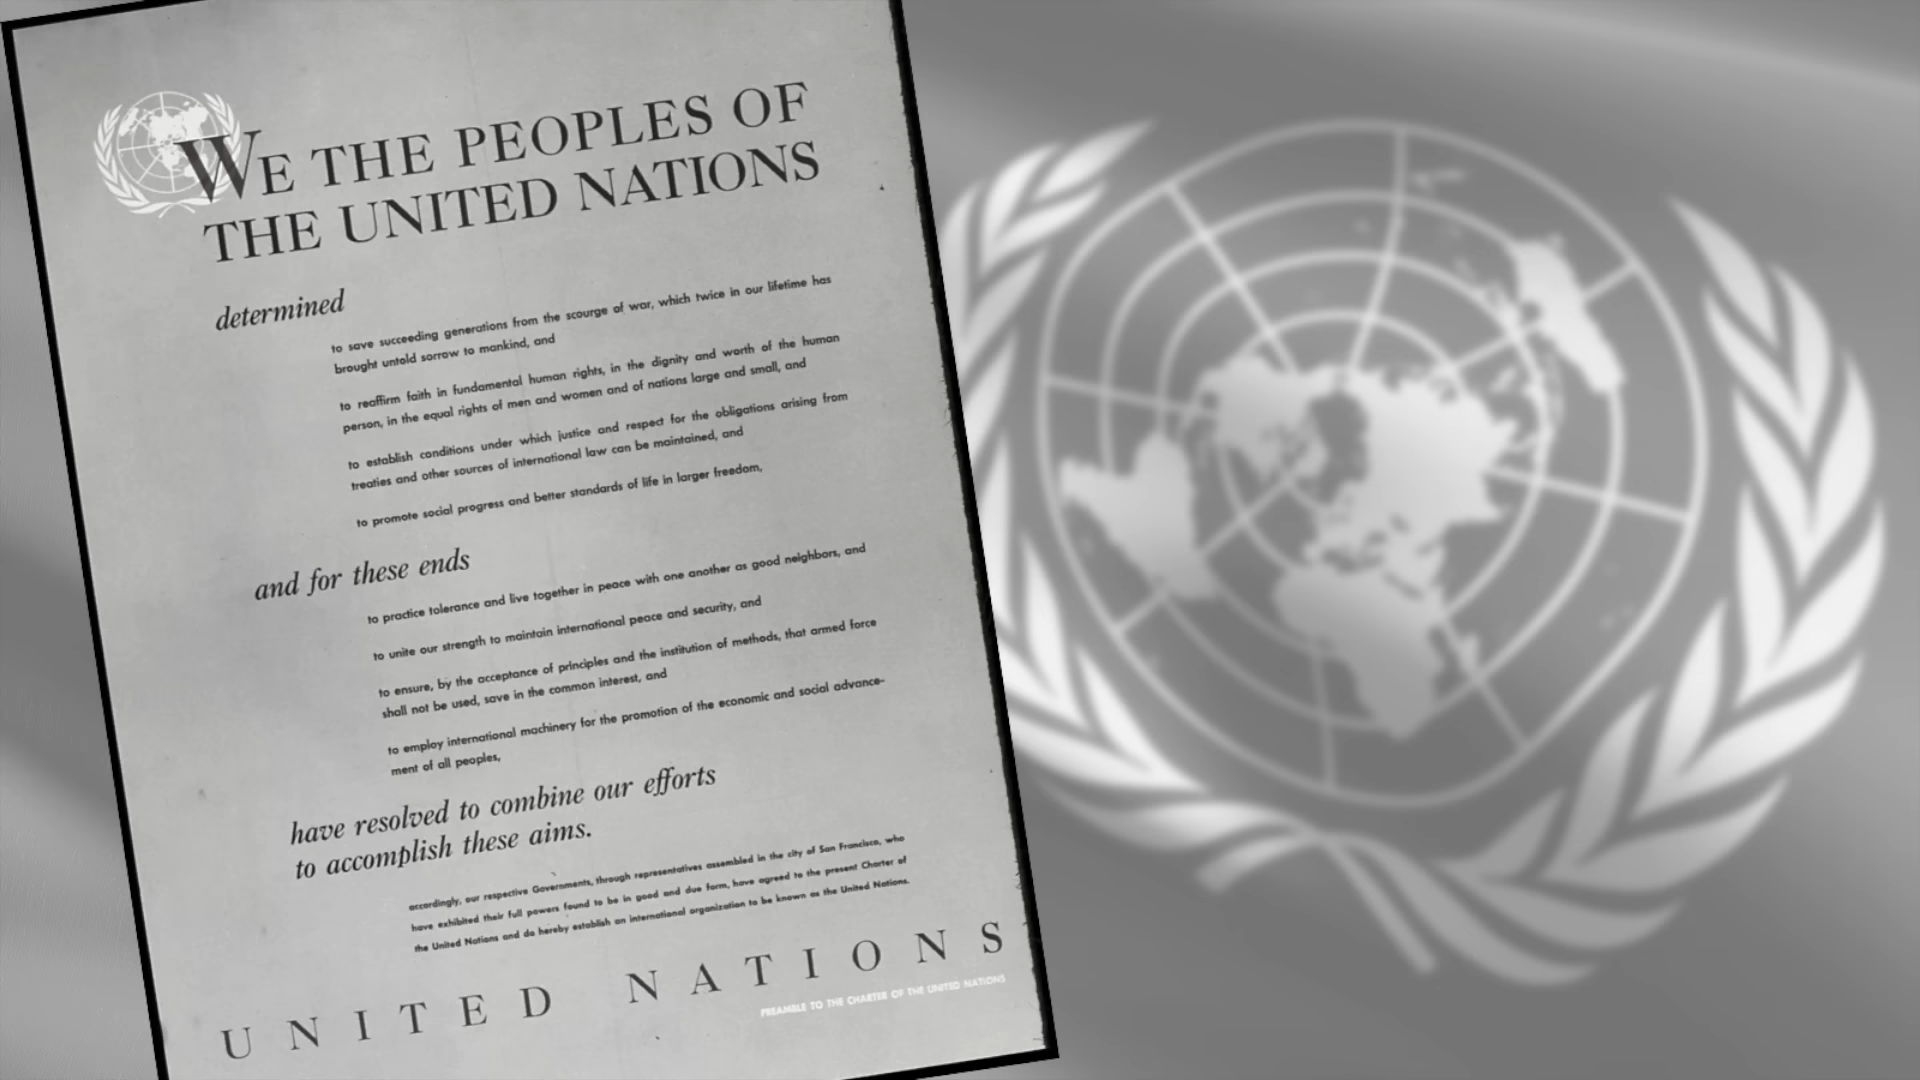 WE THE PEOPLES OF
THE UNITED NATIONS
determined
to save succeeding generations from the scourge of war, which twice in our lifetime has
brought untold sorrow to mankind, and
to reaffirm faith in fundamental human rights, in the dignity and worth of the human
person, in the equal rights of men and women and of nations large and small, and
to establish conditions under which justice and respect for the obligations arising from
treaties and other sources of international law can be maintained, and
to promote social progress and better standards of life in larger freedom,
and for these ends
to practice tolerance and live together in peace with one another as good neighbors, and
to unite our strength to maintain international peace and security, and
to ensure, by the acceptance of principles and the institution of methods, that armed force
shall not be used, save in the common interest, and
to employ international machinery for the promotion of the economic and social advance-
ment of all peoples,
have resolved to combine our efforts
to accomplish these aims.
accordingly, our respective Governments, through representatives assembled in the city of San Francisco, who
have exhibited their full powers found to be in good and due form, have agreed to the present Charter of
the United Nations and do hereby establish an international organization to be known as the United Nations.
UNITED NATIONS
PREAMBLE TO THE CHARTER OF THE UNITED NATIONS